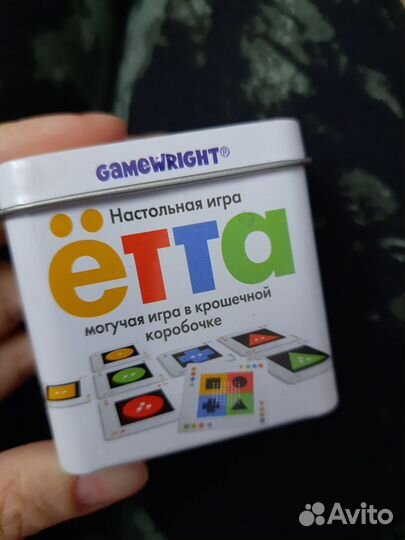 GAMEWRIGHT®
Настольная игра
ётта
могучая игра в крошечной
коробочке
Avito